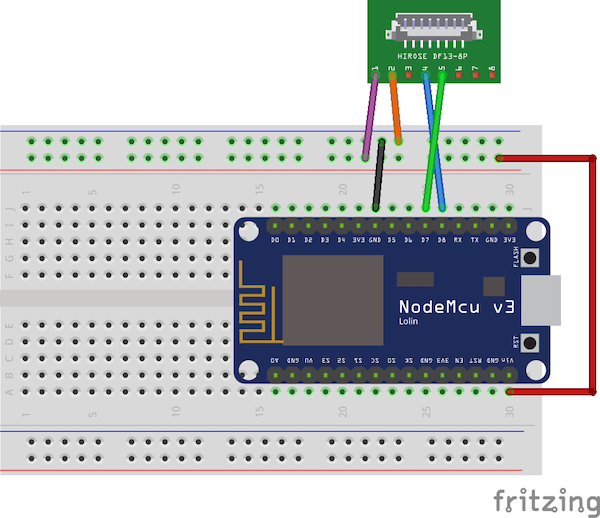 HIROSE DF13-8P
1 2 3 4 5 6 7 8
1 5 10 15 20 25 30
J
I
H
G
F
J
D0 D1 D2 D3 D4 3V3 GND D5 D6 D7 D8 RX TX GND 3V3
FLASH
NodeMcu v3
Lolin
RST
A0 GND VU S3 S2 S1 SC S0 SK GND 3V3 EN RST GND Vin
E
D
C
B
A
A
1 5 10 15 20 25 30
fritzing